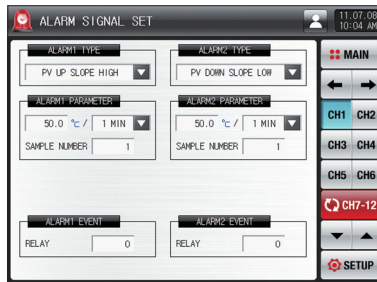 ALARM SIGNAL SET
11.07.08
10:04 AM
ALARM1 TYPE
PV UP SLOPE HIGH
ALARM2 TYPE
PV DOWN SLOPE LOW
ALARM1 PARAMETER
50.0 °C / 1 MIN
SAMPLE NUMBER 1
ALARM2 PARAMETER
50.0 °C / 1 MIN
SAMPLE NUMBER 1
ALARM1 EVENT
RELAY 0
ALARM2 EVENT
RELAY 0
MAIN
CH1 CH2
CH3 CH4
CH5 CH6
CH7-12
SETUP